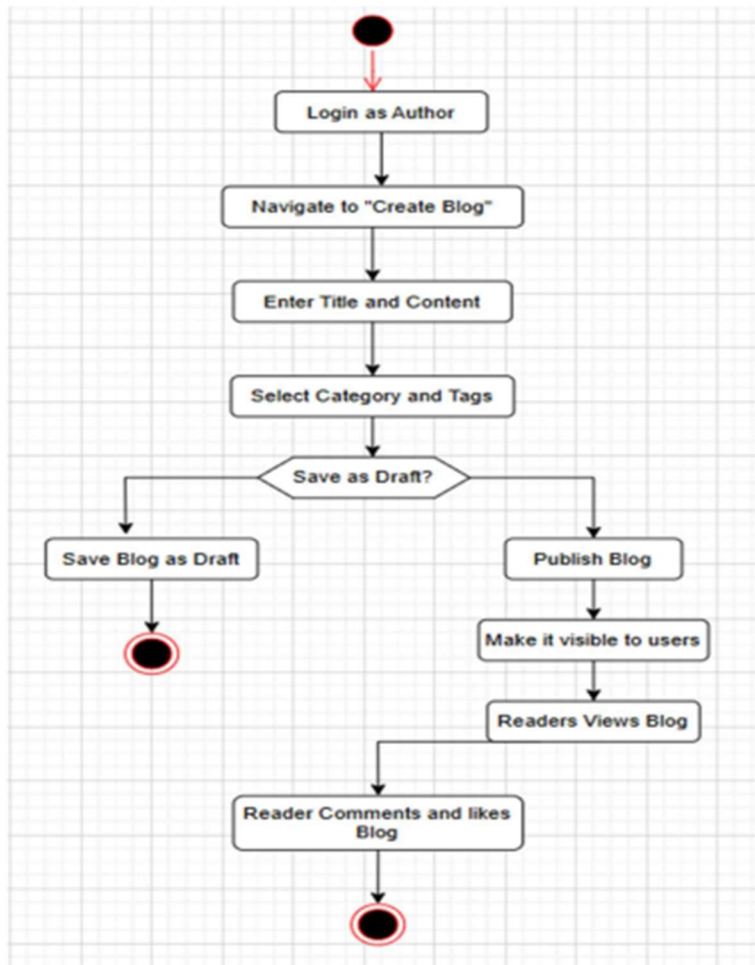 Login as Author
Navigate to "Create Blog"
Enter Title and Content
Select Category and Tags
Save as Draft?
Save Blog as Draft
Publish Blog
Make it visible to users
Readers Views Blog
Reader Comments and likes
Blog